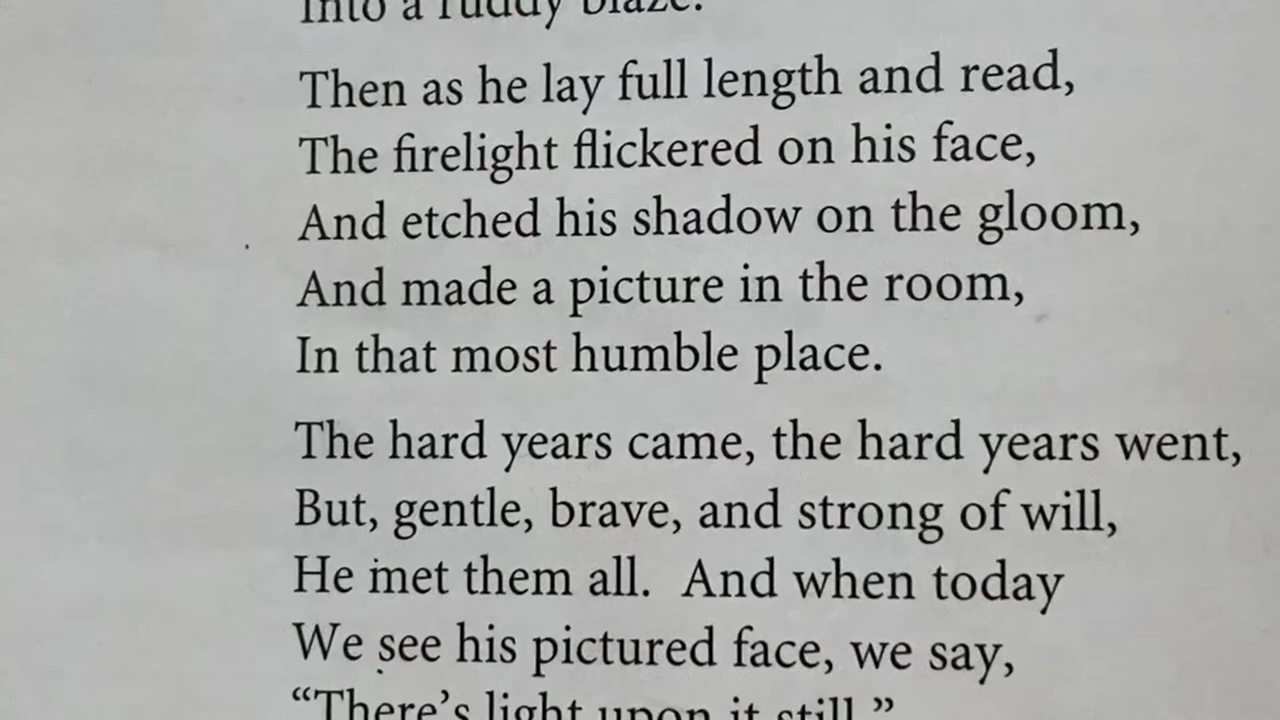 Into a ruddy blaze.
Then as he lay full length and read,
The firelight flickered on his face,
And etched his shadow on the gloom,
And made a picture in the room,
In that most humble place.
The hard years came, the hard years went,
But, gentle, brave, and strong of will,
He met them all. And when today
We see his pictured face, we say,
“There’s light upon it still.”